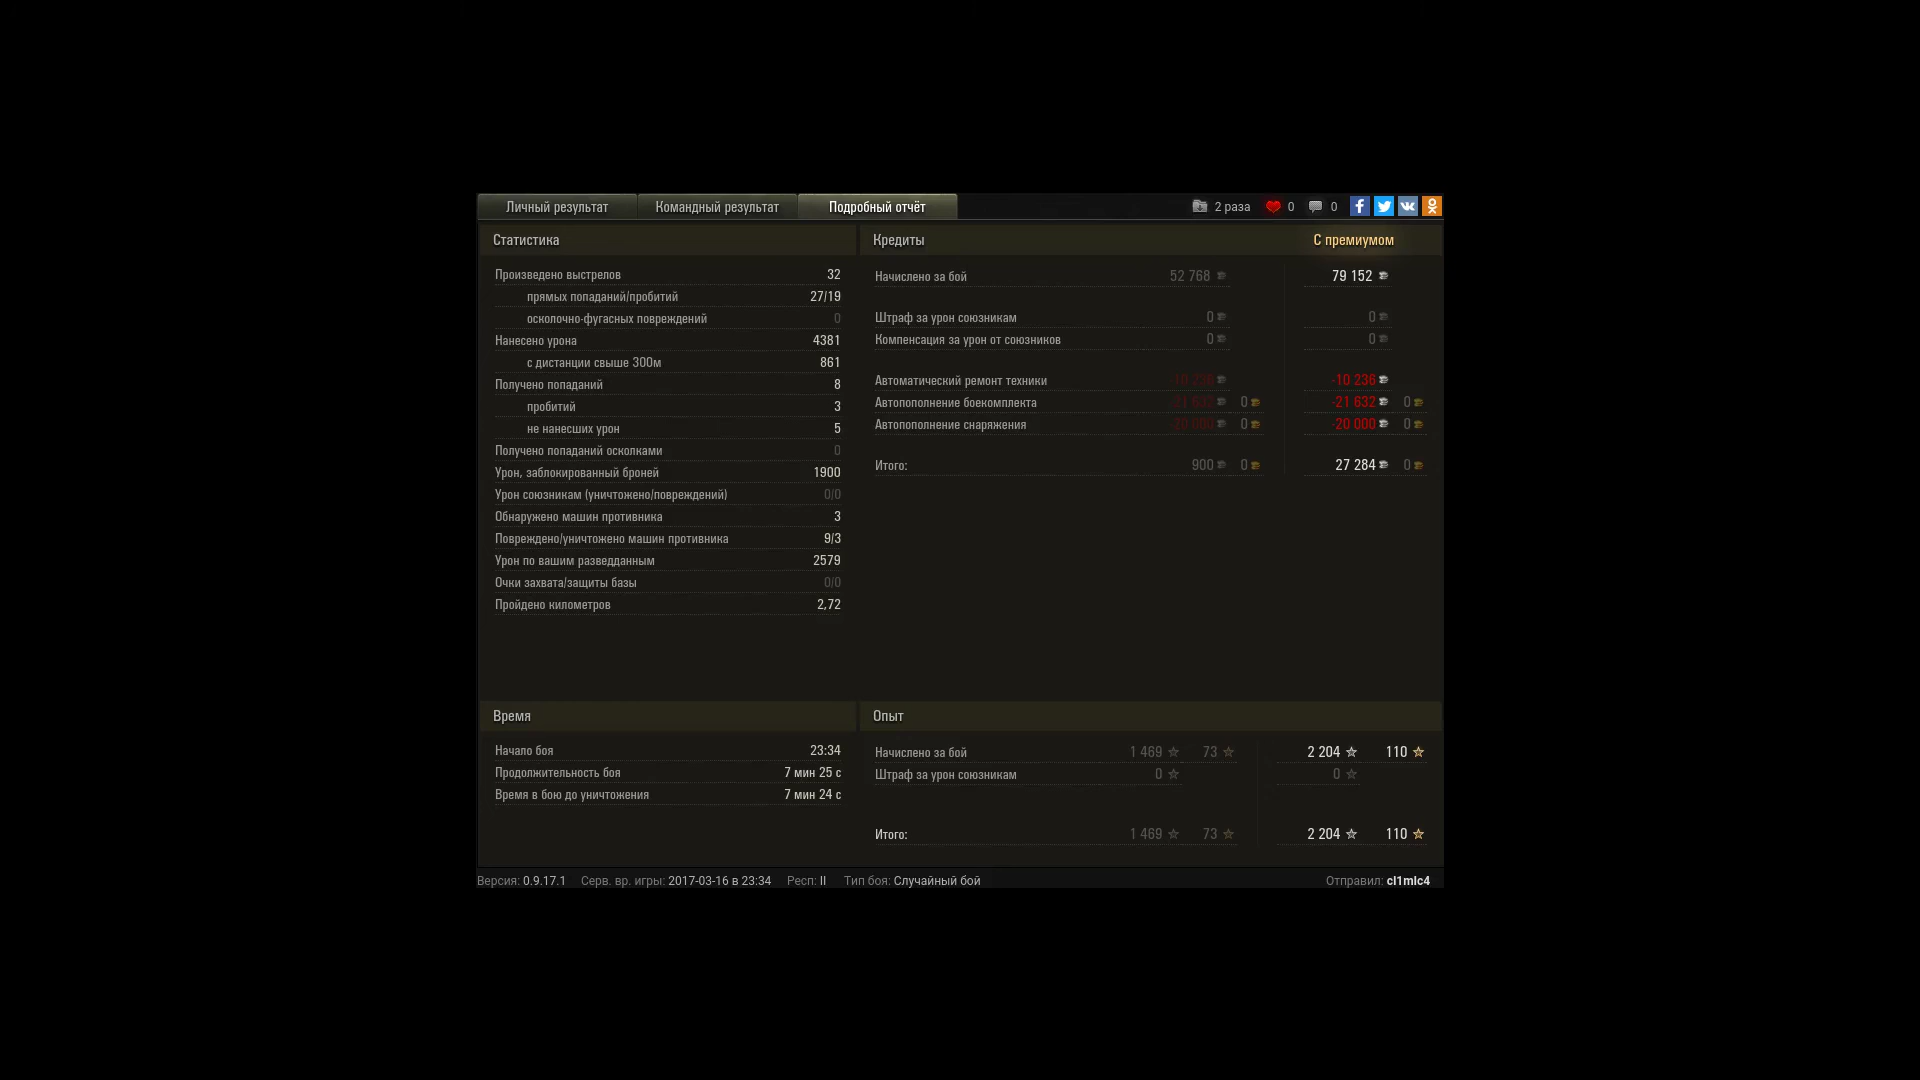 Личный результат Командный результат Подробный отчёт 2 раза 0 0
Статистика
Произведено выстрелов 32
прямых попаданий/пробитий 27/19
осколочно-фугасных повреждений 0
Нанесено урона 4381
с дистанции свыше 300м 861
Получено попаданий 8
пробитий 3
не нанесших урон 5
Получено попаданий осколками 0
Урон, заблокированный броней 1900
Урон союзникам (уничтожено/повреждений) 0/0
Обнаружено машин противника 3
Повреждено/уничтожено машин противника 9/3
Урон по вашим разведданным 2579
Очки захвата/защиты базы 0/0
Пройдено километров 2,72
Кредиты С премиумом
Начислено за бой 52 768 79 152
Штраф за урон союзникам 0 0
Компенсация за урон от союзников 0 0
Автоматический ремонт техники -10 236 -10 236
Автопополнение боекомплекта -21 632 0 -21 632 0
Автопополнение снаряжения -20 000 0 -20 000 0
Итого: 900 0 27 284 0
Время
Начало боя 23:34
Продолжительность боя 7 мин 25 с
Время в бою до уничтожения 7 мин 24 с
Опыт
Начислено за бой 1 469 73 2 204 110
Штраф за урон союзникам 0 0
Итого: 1 469 73 2 204 110
Версия: 0.9.17.1 Серв. вр. игры: 2017-03-16 в 23:34 Респ: II Тип боя: Случайный бой Отправил: cl1mlc4